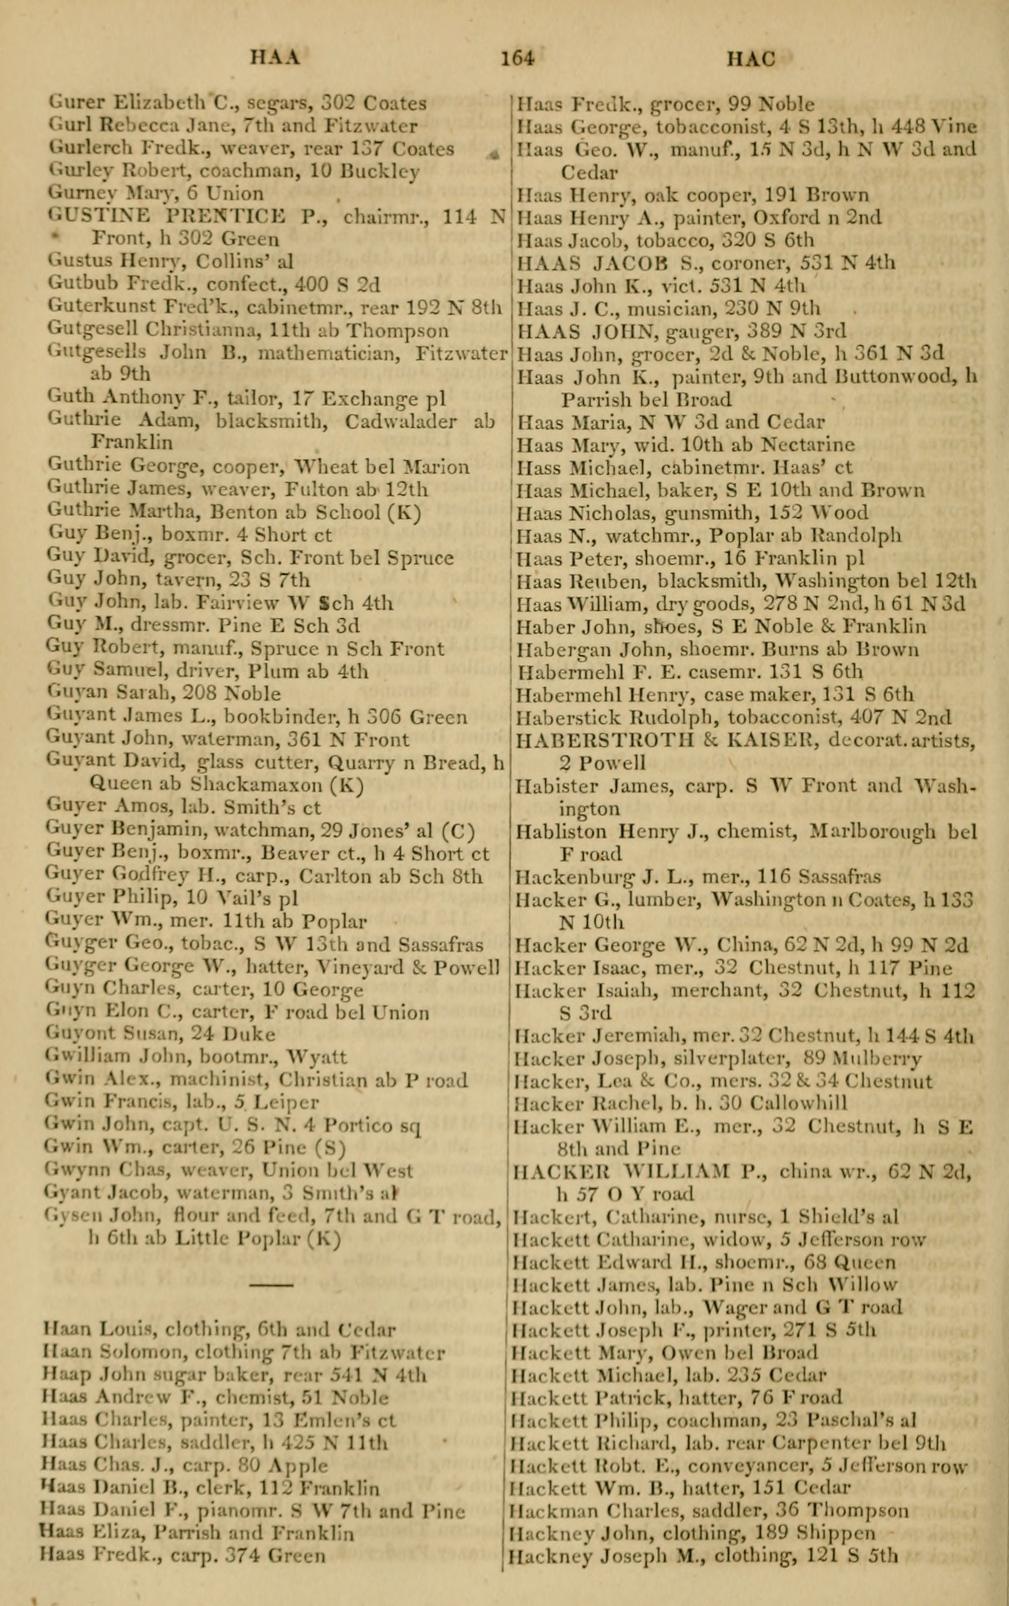 HAA 164 HAC
Gurer Elizabeth C., segars, 302 Coates
Gurl Rebecca Jane, 7th and Fitzwater
Gurlerch Fredk., weaver, rear 137 Coates
Gurley Robert, coachman, 10 Buckley
Gurney Mary, 6 Union
GUSTINE PRENTICE P., chairmr., 114 N
Front, h 302 Green
Gustus Henry, Collins' al
Gutbub Fredk., confect., 400 S 2d
Guterkunst Fred'k., cabinetmr., rear 192 N 8th
Gutgesell Christianna, 11th ab Thompson
Gutgesells John B., mathematician, Fitzwater
ab 9th
Guth Anthony F., tailor, 17 Exchange pl
Guthrie Adam, blacksmith, Cadwalader ab
Franklin
Guthrie George, cooper, Wheat bel Marion
Guthrie James, weaver, Fulton ab 12th
Guthrie Martha, Benton ab School (K)
Guy Benj., boxmr. 4 Short ct
Guy David, grocer, Sch. Front bel Spruce
Guy John, tavern, 23 S 7th
Guy John, lab. Fairview W Sch 4th
Guy M., dressmr. Pine E Sch 3d
Guy Robert, manuf., Spruce n Sch Front
Guy Samuel, driver, Plum ab 4th
Guyan Sarah, 208 Noble
Guyant James L., bookbinder, h 306 Green
Guyant John, waterman, 361 N Front
Guyant David, glass cutter, Quarry n Bread, h
Queen ab Shackamaxon (K)
Guyer Amos, lab. Smith's ct
Guyer Benjamin, watchman, 29 Jones' al (C)
Guyer Benj., boxmr., Beaver ct., h 4 Short ct
Guyer Godfrey H., carp., Carlton ab Sch 8th
Guyer Philip, 10 Vail's pl
Guyer Wm., mer. 11th ab Poplar
Guyger Geo., tobac., S W 13th and Sassafras
Guyger George W., hatter, Vineyard & Powell
Guyn Charles, carter, 10 George
Guyn Elon C., carter, F road bel Union
Guyont Susan, 24 Duke
Gwilliam John, bootmr., Wyatt
Gwin Alex., machinist, Christian ab P road
Gwin Francis, lab., 5 Leiper
Gwin John, capt. U. S. N. 4 Portico sq
Gwin Wm., carter, 26 Pine (S)
Gwynn Chas, weaver, Union bel West
Gyant Jacob, waterman, 3 Smith's al
Gysen John, flour and feed, 7th and G T road,
h 6th ab Little Poplar (K)
Haan Louis, clothing, 6th and Cedar
Haan Solomon, clothing 7th ab Fitzwater
Haap John sugar baker, rear 541 N 4th
Haas Andrew F., chemist, 51 Noble
Haas Charles, painter, 13 Emlen's ct
Haas Charles, saddler, h 425 N 11th
Haas Chas. J., carp. 80 Apple
Haas Daniel B., clerk, 112 Franklin
Haas Daniel F., pianomr. S W 7th and Pine
Haas Eliza, Parrish and Franklin
Haas Fredk., carp. 374 Green
Haas Fredk., grocer, 99 Noble
Haas George, tobacconist, 4 S 13th, h 448 Vine
Haas Geo. W., manuf., 15 N 3d, h N W 3d and
Cedar
Haas Henry, oak cooper, 191 Brown
Haas Henry A., painter, Oxford n 2nd
Haas Jacob, tobacco, 320 S 6th
HAAS JACOB S., coroner, 531 N 4th
Haas John K., vict. 531 N 4th
Haas J. C., musician, 230 N 9th
HAAS JOHN, gauger, 389 N 3rd
Haas John, grocer, 2d & Noble, h 361 N 3d
Haas John K., painter, 9th and Buttonwood, h
Parrish bel Broad
Haas Maria, N W 3d and Cedar
Haas Mary, wid. 10th ab Nectarine
Hass Michael, cabinetmr. Haas' ct
Haas Michael, baker, S E 10th and Brown
Haas Nicholas, gunsmith, 152 Wood
Haas N., watchmr., Poplar ab Randolph
Haas Peter, shoemr., 16 Franklin pl
Haas Reuben, blacksmith, Washington bel 12th
Haas William, dry goods, 278 N 2nd, h 61 N 3d
Haber John, shoes, S E Noble & Franklin
Habergan John, shoemr. Burns ab Brown
Habermehl F. E. casemr. 131 S 6th
Habermehl Henry, case maker, 131 S 6th
Haberstick Rudolph, tobacconist, 407 N 2nd
HABERSTROTH & KAISER, decorat. artists,
2 Powell
Habister James, carp. S W Front and Wash-
ington
Habliston Henry J., chemist, Marlborough bel
F road
Hackenburg J. L., mer., 116 Sassafras
Hacker G., lumber, Washington n Coates, h 133
N 10th
Hacker George W., China, 62 N 2d, h 99 N 2d
Hacker Isaac, mer., 32 Chestnut, h 117 Pine
Hacker Isaiah, merchant, 32 Chestnut, h 112
S 3rd
Hacker Jeremiah, mer. 32 Chestnut, h 144 S 4th
Hacker Joseph, silverplater, 89 Mulberry
Hacker, Lea & Co., mers. 32 & 34 Chestnut
Hacker Rachel, b. h. 30 Callowhill
Hacker William E., mer., 32 Chestnut, h S E
8th and Pine
HACKER WILLIAM P., china wr., 62 N 2d,
h 57 O Y road
Hackert, Catharine, nurse, 1 Shield's al
Hackett Catharine, widow, 5 Jefferson row
Hackett Edward H., shoemr., 68 Queen
Hackett James, lab. Pine n Sch Willow
Hackett John, lab., Wager and G T road
Hackett Joseph F., printer, 271 S 5th
Hackett Mary, Owen bel Broad
Hackett Michael, lab. 235 Cedar
Hackett Patrick, hatter, 76 F road
Hackett Philip, coachman, 23 Paschal's al
Hackett Richard, lab. rear Carpenter bel 9th
Hackett Robt. E., conveyancer, 5 Jefferson row
Hackett Wm. B., hatter, 151 Cedar
Hackman Charles, saddler, 36 Thompson
Hackney John, clothing, 189 Shippen
Hackney Joseph M., clothing, 121 S 5th